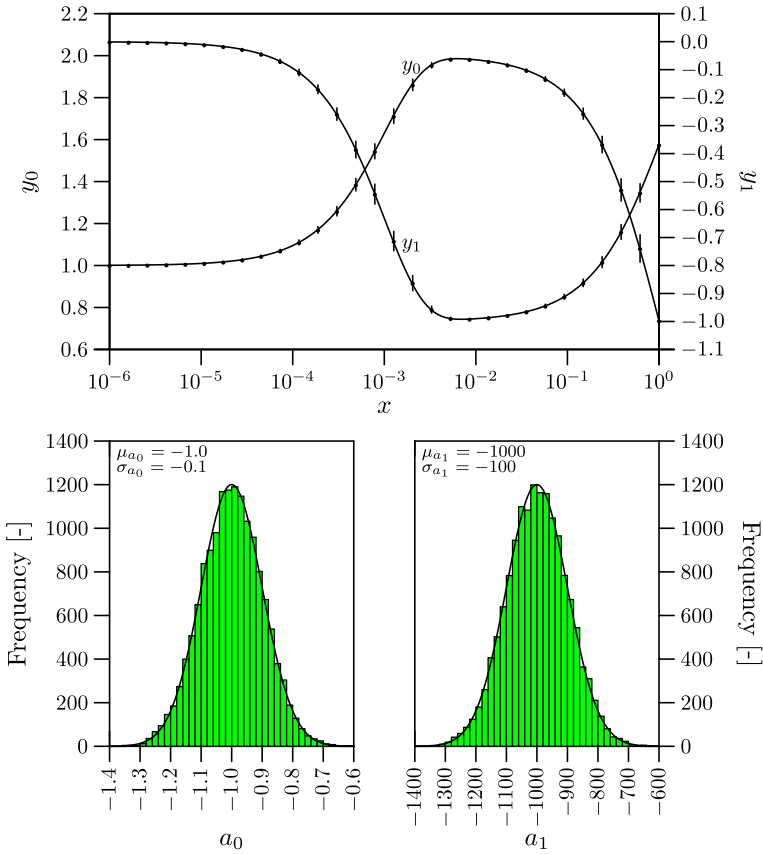 2.2
2.0
1.8
1.6
1.4
1.2
1.0
0.8
0.6
y₀
0.1
0.0
−0.1
−0.2
−0.3
−0.4
−0.5
−0.6
−0.7
−0.8
−0.9
−1.0
−1.1
y₁
y₀
y₁
10⁻⁶ 10⁻⁵ 10⁻⁴ 10⁻³ 10⁻² 10⁻¹ 10⁰
x
1400
1200
1000
800
600
400
200
0
Frequency [-]
μₐ₀ = −1.0
σₐ₀ = −0.1
−1.4 −1.3 −1.2 −1.1 −1.0 −0.9 −0.8 −0.7 −0.6
a₀
μₐ₁ = −1000
σₐ₁ = −100
1400
1200
1000
800
600
400
200
0
Frequency [-]
−1400 −1300 −1200 −1100 −1000 −900 −800 −700 −600
a₁